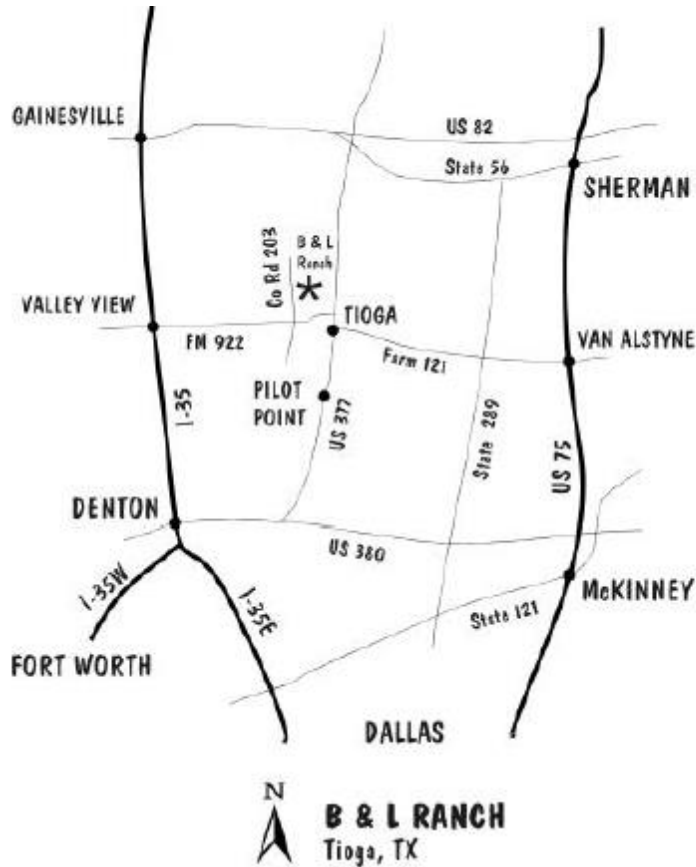 GAINESVILLE
US 82
State 56
SHERMAN
Co Rd 203
B & L
Ranch
VALLEY VIEW
TIOGA
FM 922
Farm 121
VAN ALSTYNE
PILOT
POINT
I-35
US 377
State 289
US 75
DENTON
US 380
I-35W
I-35E
McKINNEY
State 121
FORT WORTH
DALLAS
N
B & L RANCH
Tioga, TX